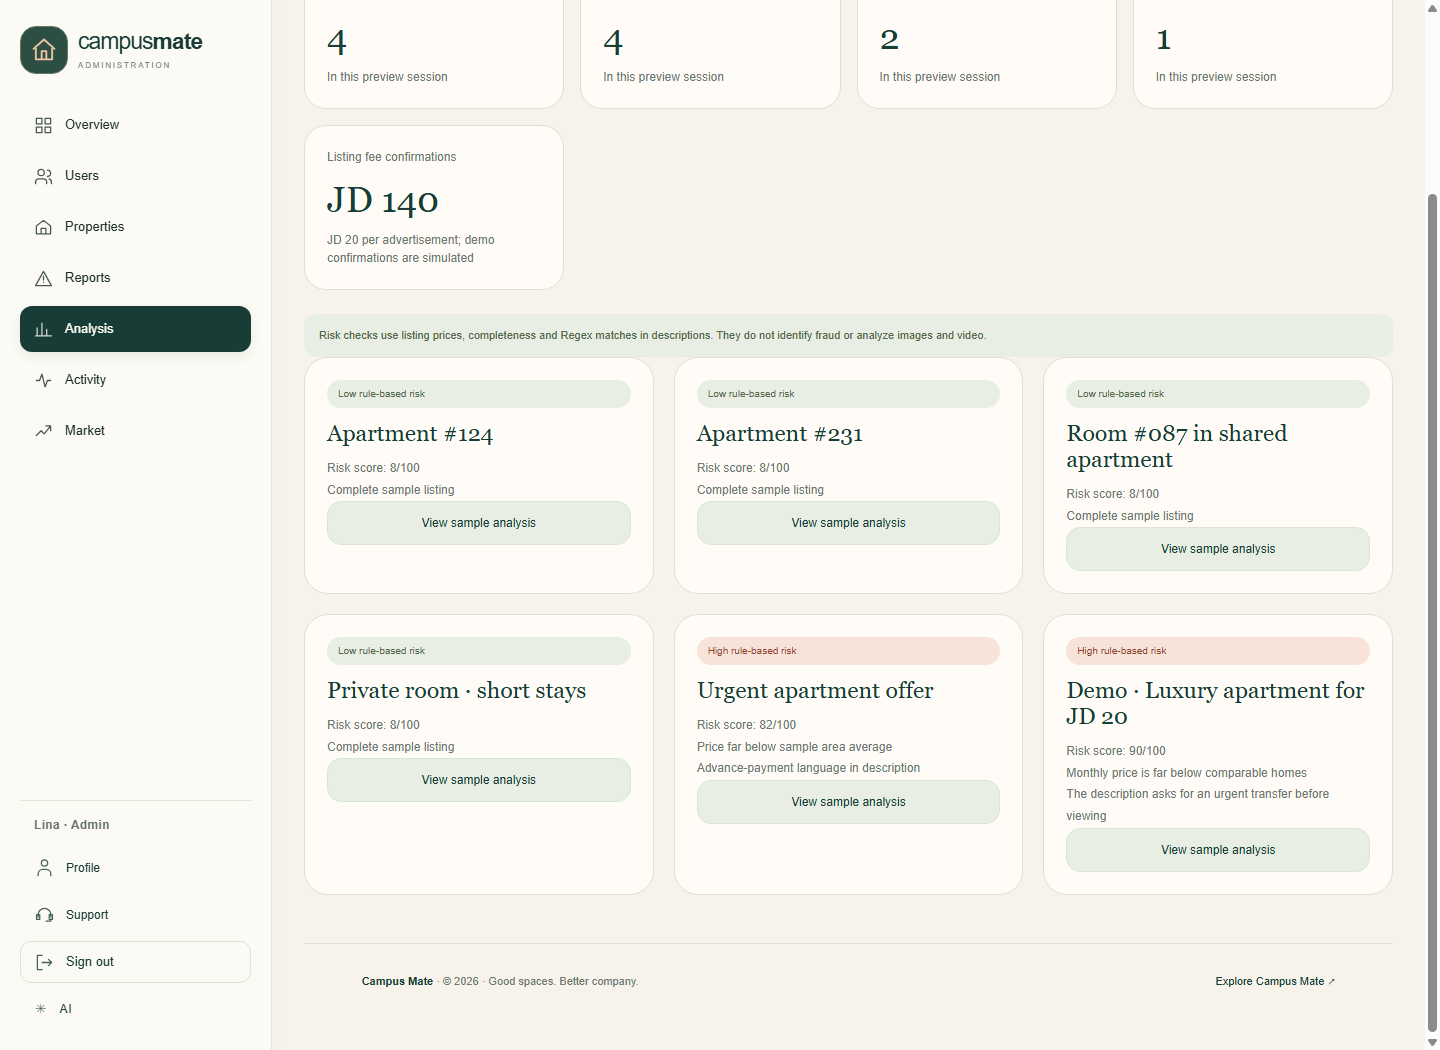 campusmate
ADMINISTRATION
Overview
Users
Properties
Reports
Analysis
Activity
Market
Lina · Admin
Profile
Support
Sign out
AI
4
In this preview session
4
In this preview session
2
In this preview session
1
In this preview session
Listing fee confirmations
JD 140
JD 20 per advertisement; demo
confirmations are simulated
Risk checks use listing prices, completeness and Regex matches in descriptions. They do not identify fraud or analyze images and video.
Low rule-based risk
Apartment #124
Risk score: 8/100
Complete sample listing
View sample analysis
Low rule-based risk
Apartment #231
Risk score: 8/100
Complete sample listing
View sample analysis
Low rule-based risk
Room #087 in shared
apartment
Risk score: 8/100
Complete sample listing
View sample analysis
Low rule-based risk
Private room · short stays
Risk score: 8/100
Complete sample listing
View sample analysis
High rule-based risk
Urgent apartment offer
Risk score: 82/100
Price far below sample area average
Advance-payment language in description
View sample analysis
High rule-based risk
Demo · Luxury apartment for
JD 20
Risk score: 90/100
Monthly price is far below comparable homes
The description asks for an urgent transfer before
viewing
View sample analysis
Campus Mate · © 2026 · Good spaces. Better company.
Explore Campus Mate ↗